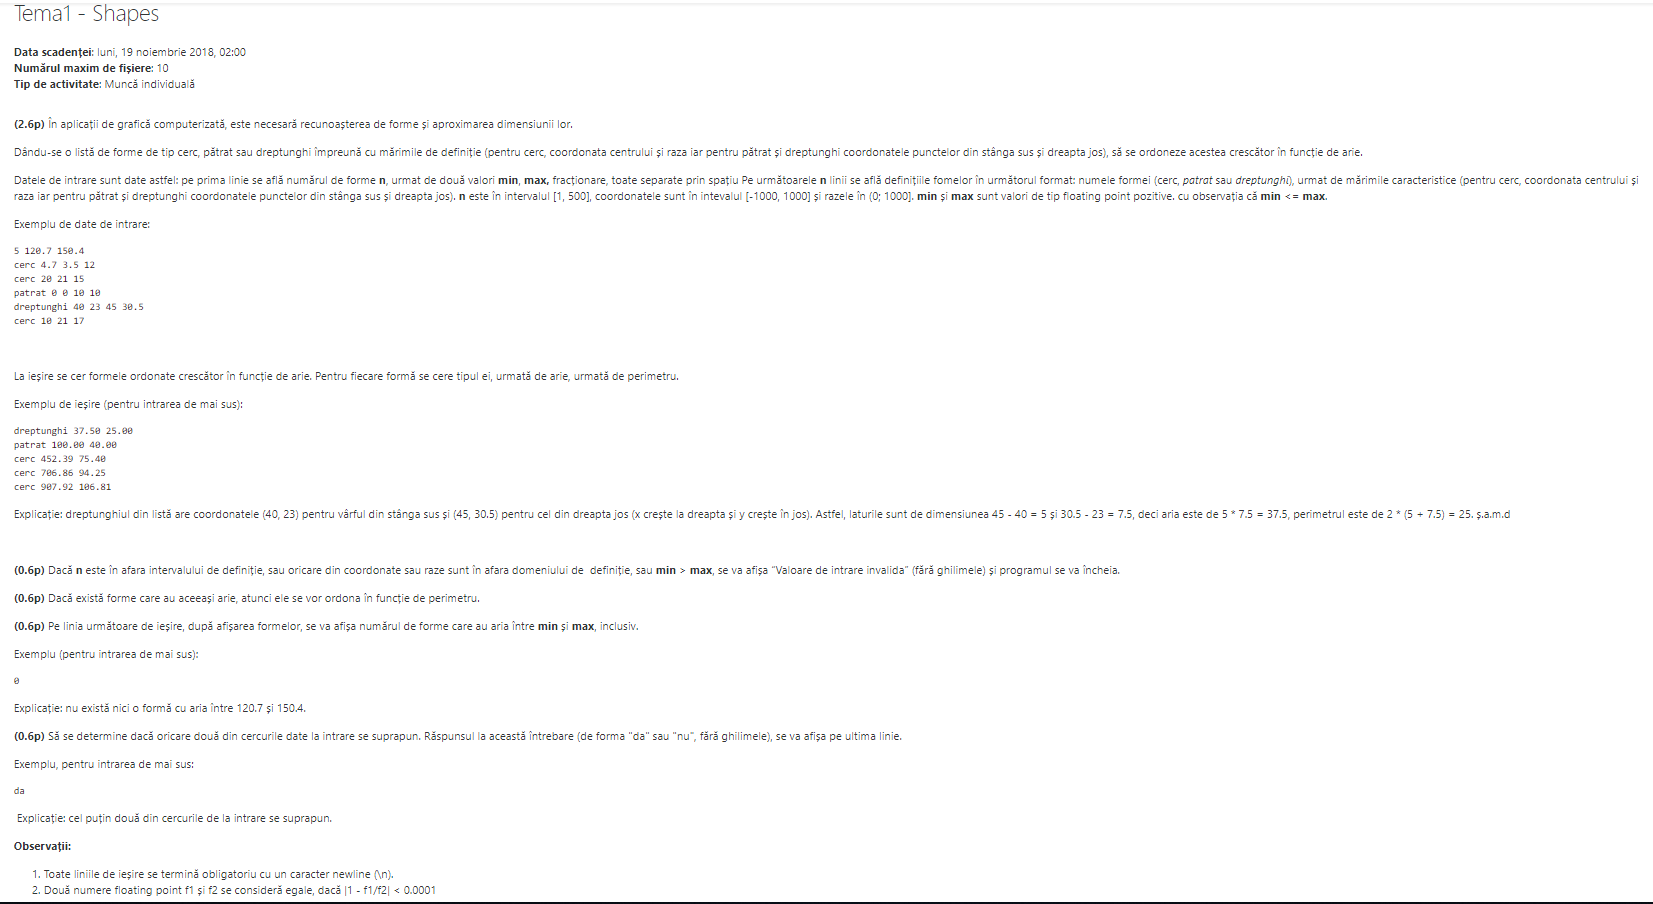 Tema1 - Shapes
Data scadenței: luni, 19 noiembrie 2018, 02:00
Numărul maxim de fișiere: 10
Tip de activitate: Muncă individuală
(2.6p) În aplicații de grafică computerizată, este necesară recunoașterea de forme și aproximarea dimensiunii lor.
Dându-se o listă de forme de tip cerc, pătrat sau dreptunghi împreună cu mărimile de definiție (pentru cerc, coordonata centrului și raza iar pentru pătrat și dreptunghi coordonatele punctelor din stânga sus și dreapta jos), să se ordoneze acestea crescător în funcție de arie.
Datele de intrare sunt date astfel: pe prima linie se află numărul de forme n, urmat de două valori min, max, fracționare, toate separate prin spațiu Pe următoarele n linii se află definițiile fomelor în următorul format: numele formei (cerc, patrat sau dreptunghi), urmat de mărimile caracteristice (pentru cerc, coordonata centrului și
raza iar pentru pătrat și dreptunghi coordonatele punctelor din stânga sus și dreapta jos). n este în intervalul [1, 500], coordonatele sunt în intevalul [-1000, 1000] și razele în (0; 1000]. min și max sunt valori de tip floating point pozitive. cu observația că min <= max.
Exemplu de date de intrare:
5 120.7 150.4
cerc 4.7 3.5 12
cerc 20 21 15
patrat 0 0 10 10
dreptunghi 40 23 45 30.5
cerc 10 21 17
La ieșire se cer formele ordonate crescător în funcție de arie. Pentru fiecare formă se cere tipul ei, urmată de arie, urmată de perimetru.
Exemplu de ieșire (pentru intrarea de mai sus):
dreptunghi 37.50 25.00
patrat 100.00 40.00
cerc 452.39 75.40
cerc 706.86 94.25
cerc 907.92 106.81
Explicație: dreptunghiul din listă are coordonatele (40, 23) pentru vârful din stânga sus și (45, 30.5) pentru cel din dreapta jos (x crește la dreapta și y crește în jos). Astfel, laturile sunt de dimensiunea 45 - 40 = 5 și 30.5 - 23 = 7.5, deci aria este de 5 * 7.5 = 37.5, perimetrul este de 2 * (5 + 7.5) = 25. ș.a.m.d
(0.6p) Dacă n este în afara intervalului de definiție, sau oricare din coordonate sau raze sunt în afara domeniului de  definiție, sau min > max, se va afișa "Valoare de intrare invalida" (fără ghilimele) și programul se va încheia.
(0.6p) Dacă există forme care au aceeași arie, atunci ele se vor ordona în funcție de perimetru.
(0.6p) Pe linia următoare de ieșire, după afișarea formelor, se va afișa numărul de forme care au aria între min și max, inclusiv.
Exemplu (pentru intrarea de mai sus):
0
Explicație: nu există nici o formă cu aria între 120.7 și 150.4.
(0.6p) Să se determine dacă oricare două din cercurile date la intrare se suprapun. Răspunsul la această întrebare (de forma "da" sau "nu", fără ghilimele), se va afișa pe ultima linie.
Exemplu, pentru intrarea de mai sus:
da
Explicație: cel puțin două din cercurile de la intrare se suprapun.
Observații:
1. Toate liniile de ieșire se termină obligatoriu cu un caracter newline (\n).
2. Două numere floating point f1 și f2 se consideră egale, dacă |1 - f1/f2| < 0.0001